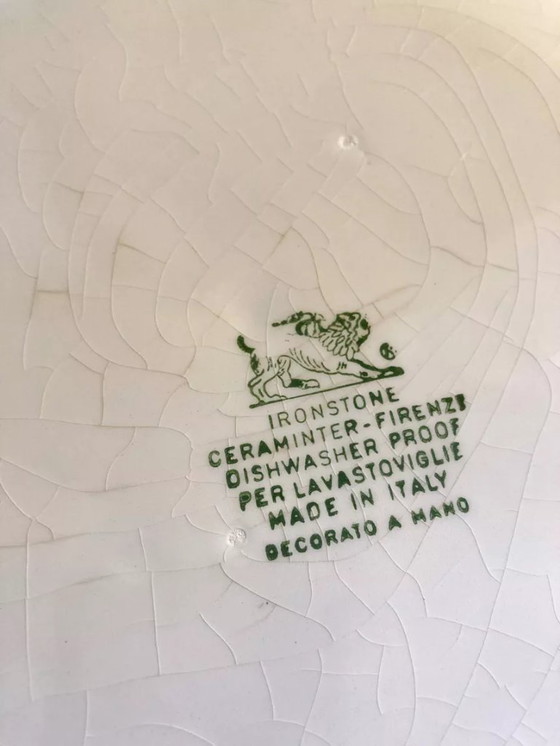 IRONSTONE
CERAMINTER-FIRENZE
DISHWASHER PROOF
PER LAVASTOVIGLIE
MADE IN ITALY
DECORATO A MANO